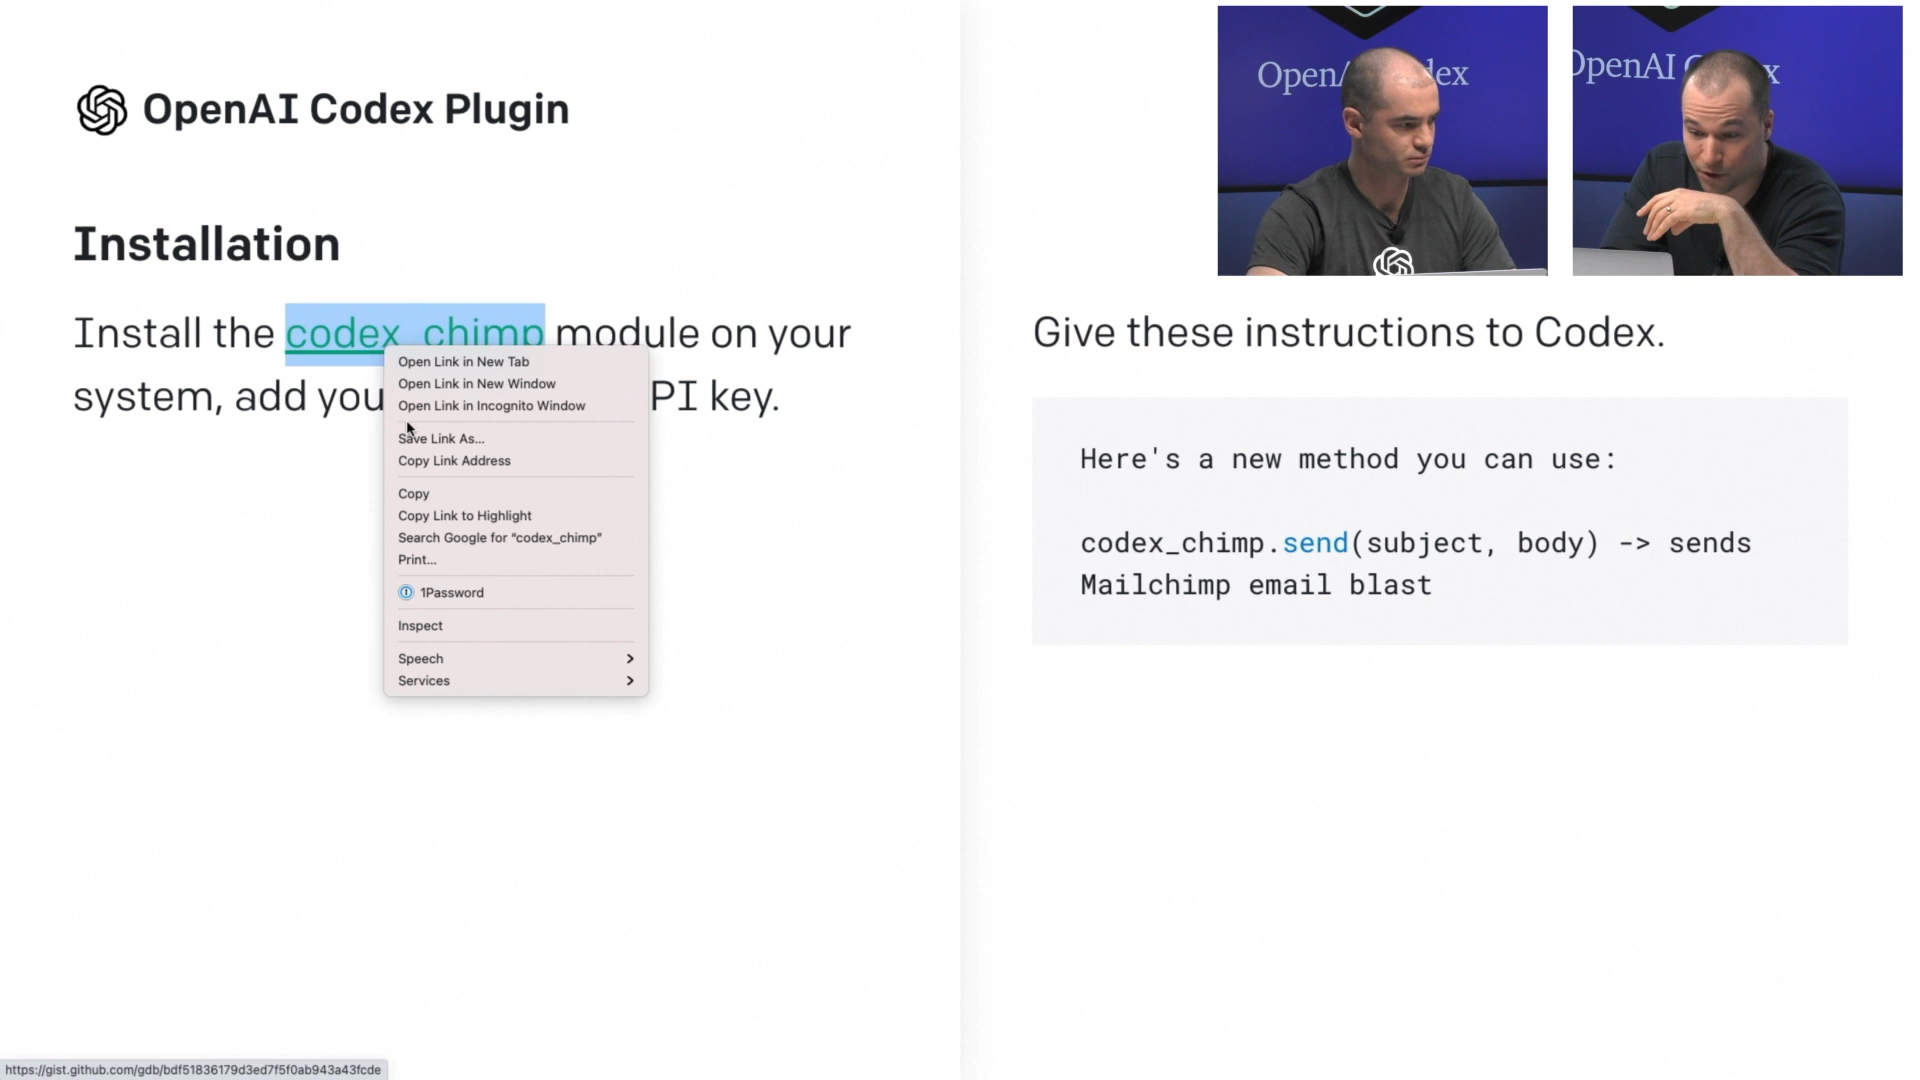 OpenAI Codex Plugin
Installation
Install the codex_chimp module on your
system, add you PI key.
Open Link in New Tab
Open Link in New Window
Open Link in Incognito Window
Save Link As...
Copy Link Address
Copy
Copy Link to Highlight
Search Google for “codex_chimp”
Print...
1Password
Inspect
Speech
Services
OpenA dex
OpenAI C x
Give these instructions to Codex.
Here's a new method you can use:
codex_chimp.send(subject, body) -> sends
Mailchimp email blast
https://gist.github.com/gdb/bdf51836179d3ed7f5f0ab943a43fcde